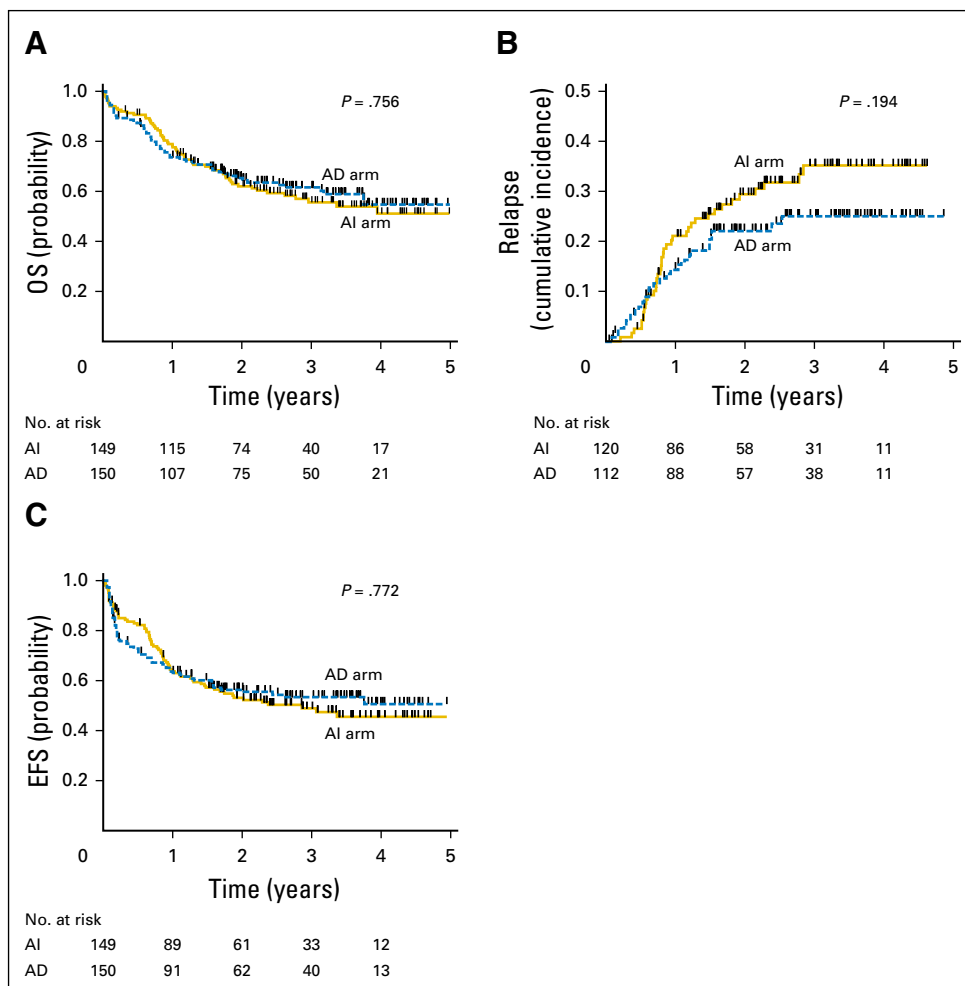 A
1.0
0.8
0.6
0.4
0.2
OS (probability)
P = .756
AD arm
AI arm
0 1 2 3 4 5
Time (years)
No. at risk
AI 149 115 74 40 17
AD 150 107 75 50 21
B
0.5
0.4
0.3
0.2
0.1
Relapse
(cumulative incidence)
P = .194
AI arm
AD arm
0 1 2 3 4 5
Time (years)
No. at risk
AI 120 86 58 31 11
AD 112 88 57 38 11
C
1.0
0.8
0.6
0.4
0.2
EFS (probability)
P = .772
AD arm
AI arm
0 1 2 3 4 5
Time (years)
No. at risk
AI 149 89 61 33 12
AD 150 91 62 40 13